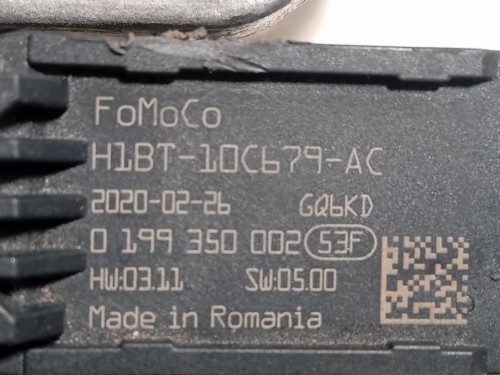 FoMoCo
H1BT-10C679-AC
2020-02-26 GQ6KD
0 199 350 002 53F
HW:03.11 SW:05.00
Made in Romania